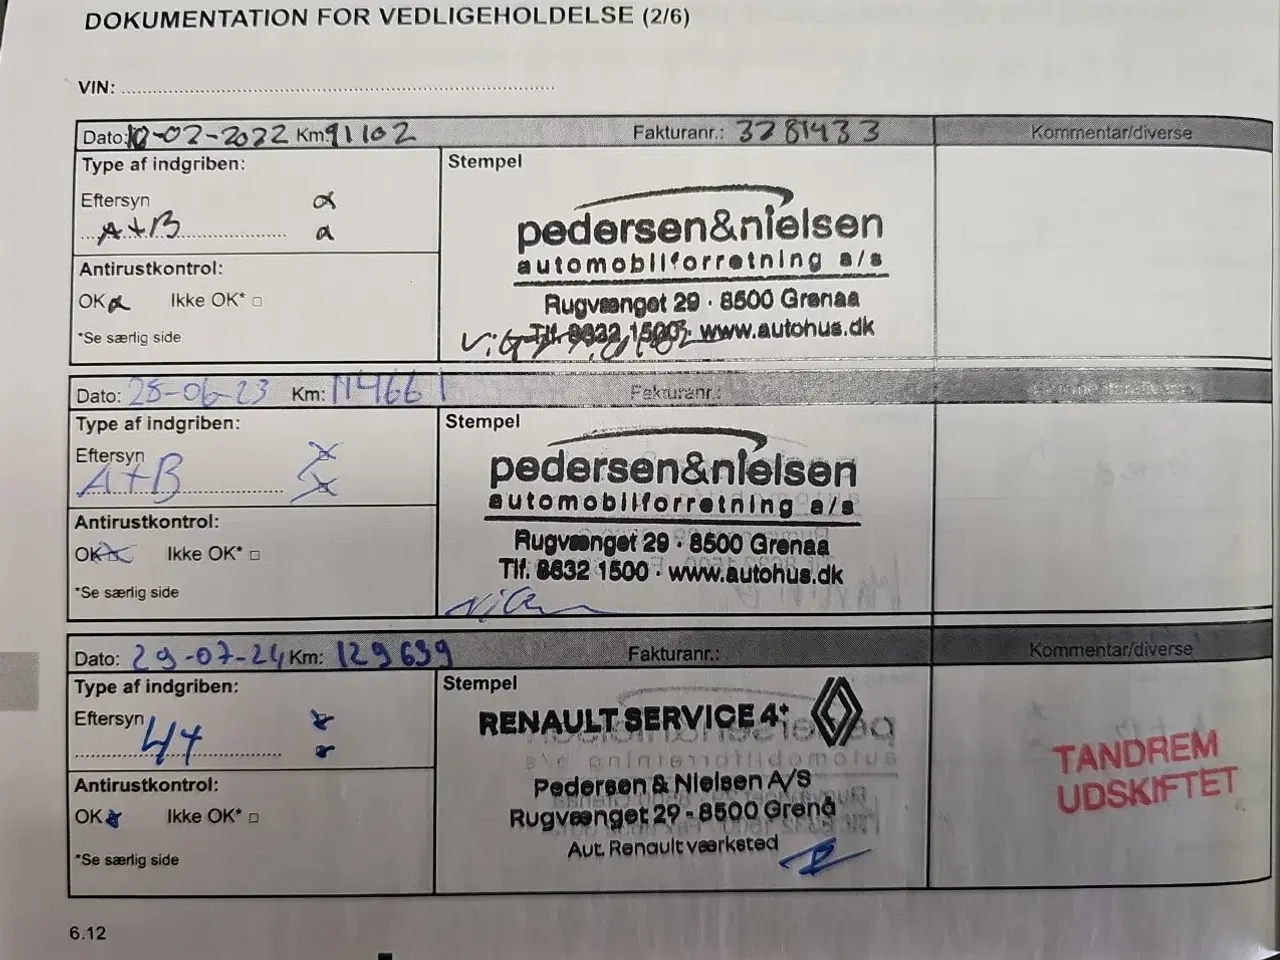 DOKUMENTATION FOR VEDLIGEHOLDELSE (2/6)
VIN:
Dato: 10-02-2022 Km: 91102 Fakturanr.: 3281433 Kommentar/diverse
Type af indgriben:
Eftersyn
A+B
Antirustkontrol:
OK Ikke OK*
*Se særlig side
Stempel
pedersen&nielsen
automobilforretning a/s
Rugvænget 29 · 8500 Grenaa
Tlf. 8632 1500 · www.autohus.dk
Dato: 28-06-23 Km: 114661 Fakturanr.: Kommentar/diverse
Type af indgriben:
Eftersyn
A+B
Antirustkontrol:
OK Ikke OK*
*Se særlig side
Stempel
pedersen&nielsen
automobilforretning a/s
Rugvænget 29 · 8500 Grenaa
Tlf. 8632 1500 · www.autohus.dk
Dato: 29-07-24 Km: 129639 Fakturanr.: Kommentar/diverse
Type af indgriben:
Eftersyn
Antirustkontrol:
OK Ikke OK*
*Se særlig side
Stempel
RENAULT SERVICE 4+
Pedersen & Nielsen A/S
Rugvænget 29 - 8500 Grenå
Aut. Renault værksted
TANDREM
UDSKIFTET
6.12